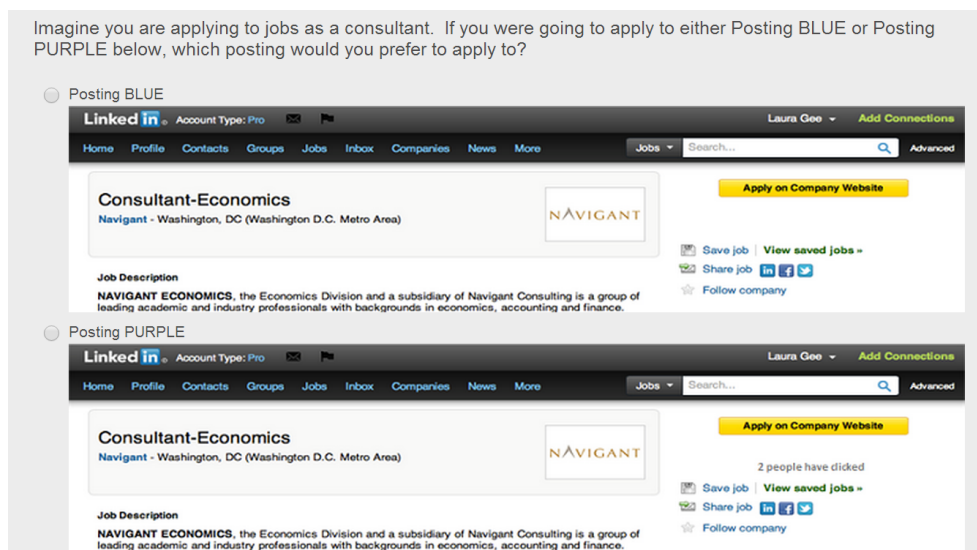 Imagine you are applying to jobs as a consultant.  If you were going to apply to either Posting BLUE or Posting
PURPLE below, which posting would you prefer to apply to?
Posting BLUE
Linked in® Account Type: Pro Laura Gee Add Connections
Home Profile Contacts Groups Jobs Inbox Companies News More Jobs Search... Advanced
Apply on Company Website
Consultant-Economics
Navigant - Washington, DC (Washington D.C. Metro Area)
NAVIGANT
Save job View saved jobs »
Share job in f
Follow company
Job Description
NAVIGANT ECONOMICS, the Economics Division and a subsidiary of Navigant Consulting is a group of
leading academic and industry professionals with backgrounds in economics, accounting and finance.
Posting PURPLE
Linked in® Account Type: Pro Laura Gee Add Connections
Home Profile Contacts Groups Jobs Inbox Companies News More Jobs Search... Advanced
Apply on Company Website
Consultant-Economics
Navigant - Washington, DC (Washington D.C. Metro Area)
NAVIGANT
2 people have clicked
Save job View saved jobs »
Share job in f
Follow company
Job Description
NAVIGANT ECONOMICS, the Economics Division and a subsidiary of Navigant Consulting is a group of
leading academic and industry professionals with backgrounds in economics, accounting and finance.